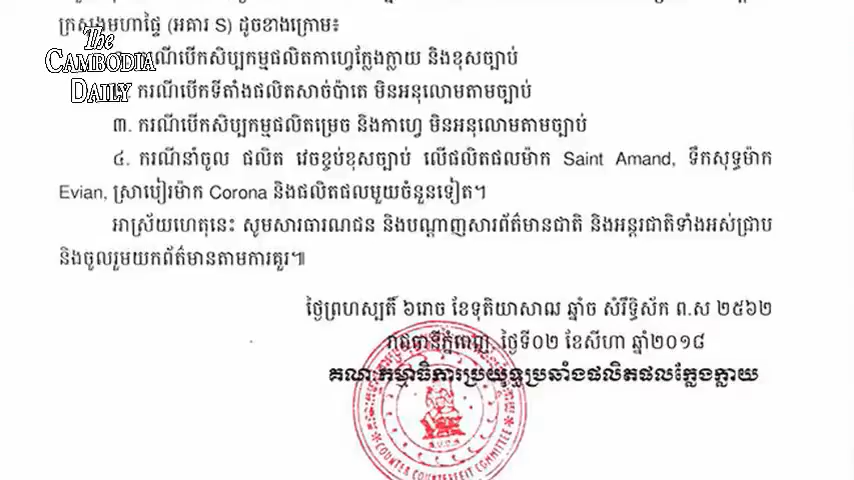 ក្រសួងមហាផ្ទៃ (អគារ S) ដូចខាងក្រោម៖
The
CAMBODIA
DAILY
ករណីបើកសិប្បកម្មផលិតកាហ្វេក្លែងក្លាយ និងខុសច្បាប់
ករណីបើកទីតាំងផលិតសាច់ប៉ាតេ មិនអនុលោមតាមច្បាប់
៣. ករណីបើកសិប្បកម្មផលិតម្រេច និងកាហ្វេ មិនអនុលោមតាមច្បាប់
៤. ករណីនាំចូល ផលិត វេចខ្ចប់ខុសច្បាប់ លើផលិតផលម៉ាក Saint Amand, ទឹកសុទ្ធម៉ាក
Evian, ស្រាបៀរម៉ាក Corona និងផលិតផលមួយចំនួនទៀត។
អាស្រ័យហេតុនេះ សូមសារធារណជន និងបណ្តាញសារព័ត៌មានជាតិ និងអន្តរជាតិទាំងអស់ជ្រាប
និងចូលរួមយកព័ត៌មានតាមការគួរ៕
ថ្ងៃព្រហស្បតិ៍ ៦រោច ខែទុតិយាសាឍ ឆ្នាំច សំរឹទ្ធិស័ក ព.ស ២៥៦២
រាជធានីភ្នំពេញ, ថ្ងៃទី០២ ខែសីហា ឆ្នាំ២០១៨
គណៈកម្មាធិការប្រយុទ្ធប្រឆាំងផលិតផលក្លែងក្លាយ
COUNTER COUNTERFEIT COMMITTEE